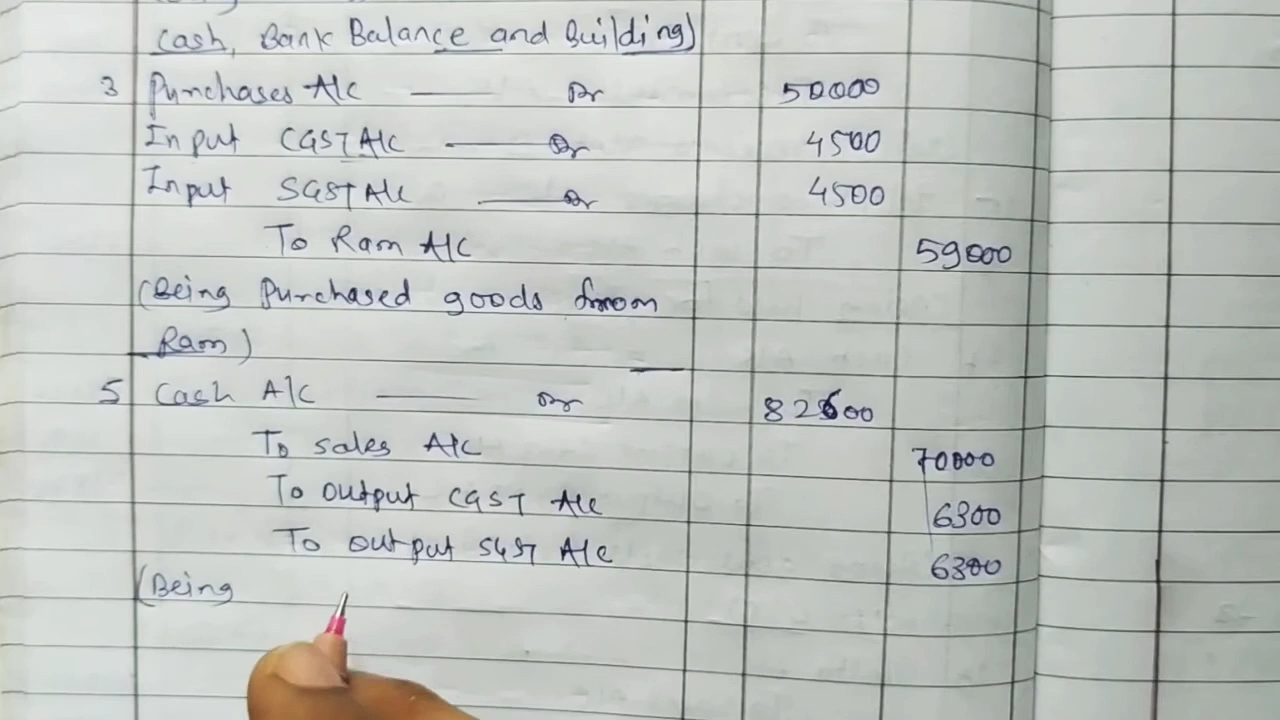 Cash, Bank Balance and Building)
3 Purchases A/c —— Dr 50000
Input CGST A/c —— Dr 4500
Input SGST A/c —— Dr 4500
To Ram A/c 59000
(Being Purchased goods from
Ram)
5 Cash A/c —— Dr 82600
To sales A/c 70000
To output CGST A/c 6300
To output SGST A/c 6300
(Being